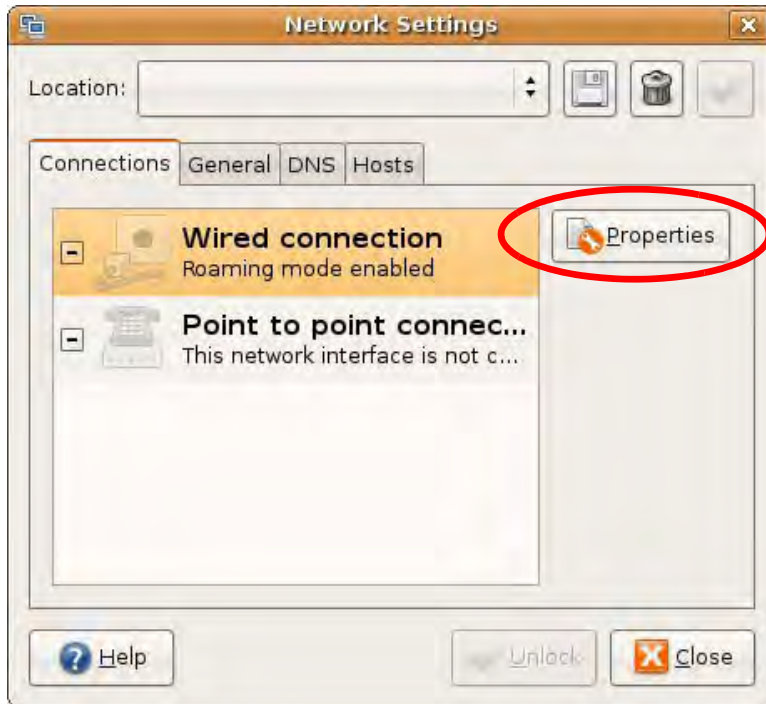 Network Settings
Location:
Connections General DNS Hosts
Wired connection
Roaming mode enabled
Properties
Point to point connec...
This network interface is not c...
Help Unlock Close